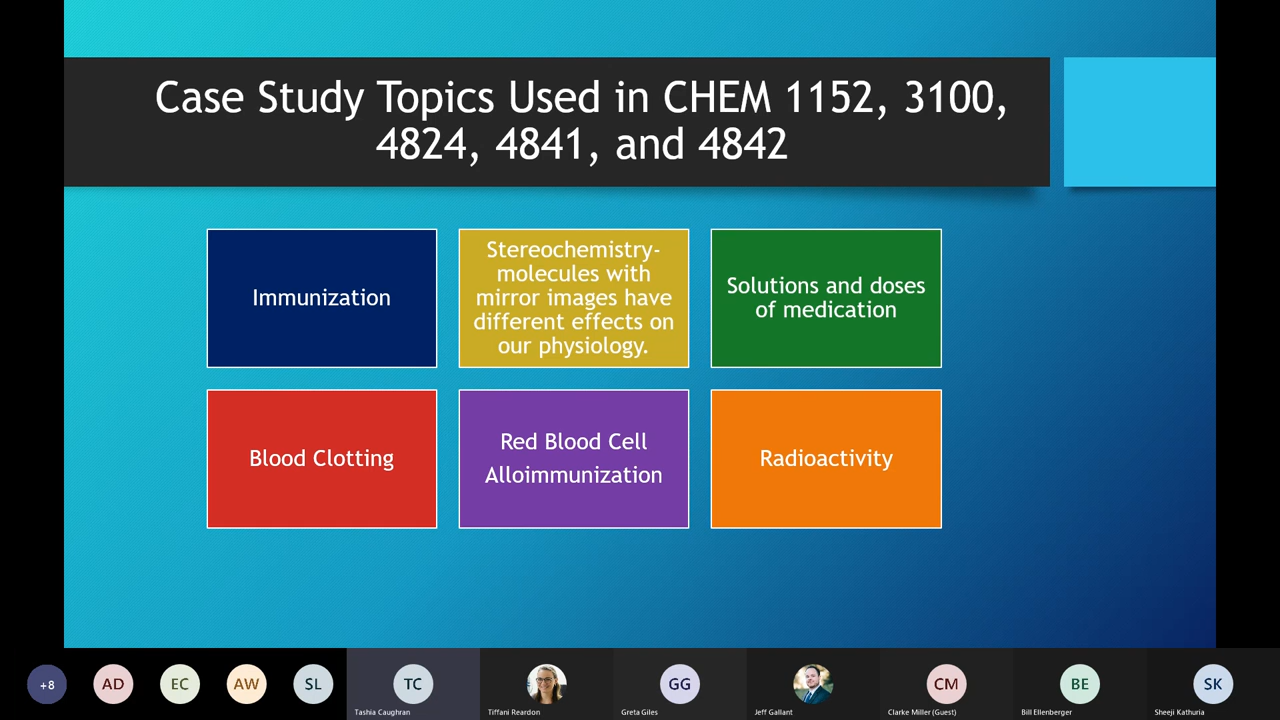 Case Study Topics Used in CHEM 1152, 3100,
4824, 4841, and 4842
Immunization
Stereochemistry-
molecules with
mirror images have
different effects on
our physiology.
Solutions and doses
of medication
Blood Clotting
Red Blood Cell
Alloimmunization
Radioactivity
+8
AD
EC
AW
SL
TC
Tashia Caughran
Tiffani Reardon
GG
Greta Giles
Jeff Gallant
CM
Clarke Miller (Guest)
BE
Bill Ellenberger
SK
Sheeji Kathuria